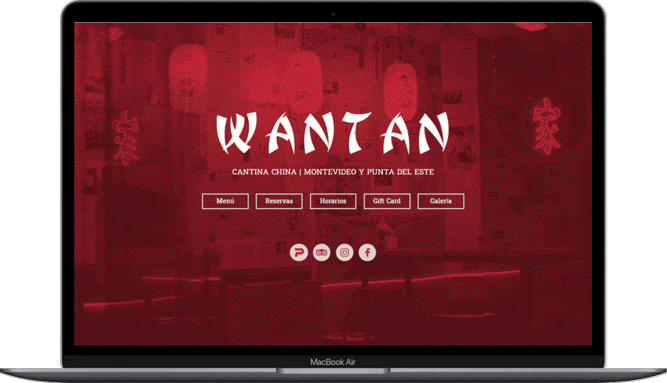 WANTAN
CANTINA CHINA | MONTEVIDEO Y PUNTA DEL ESTE
Menú
Reservas
Horarios
Gift Card
Galería
MacBook Air